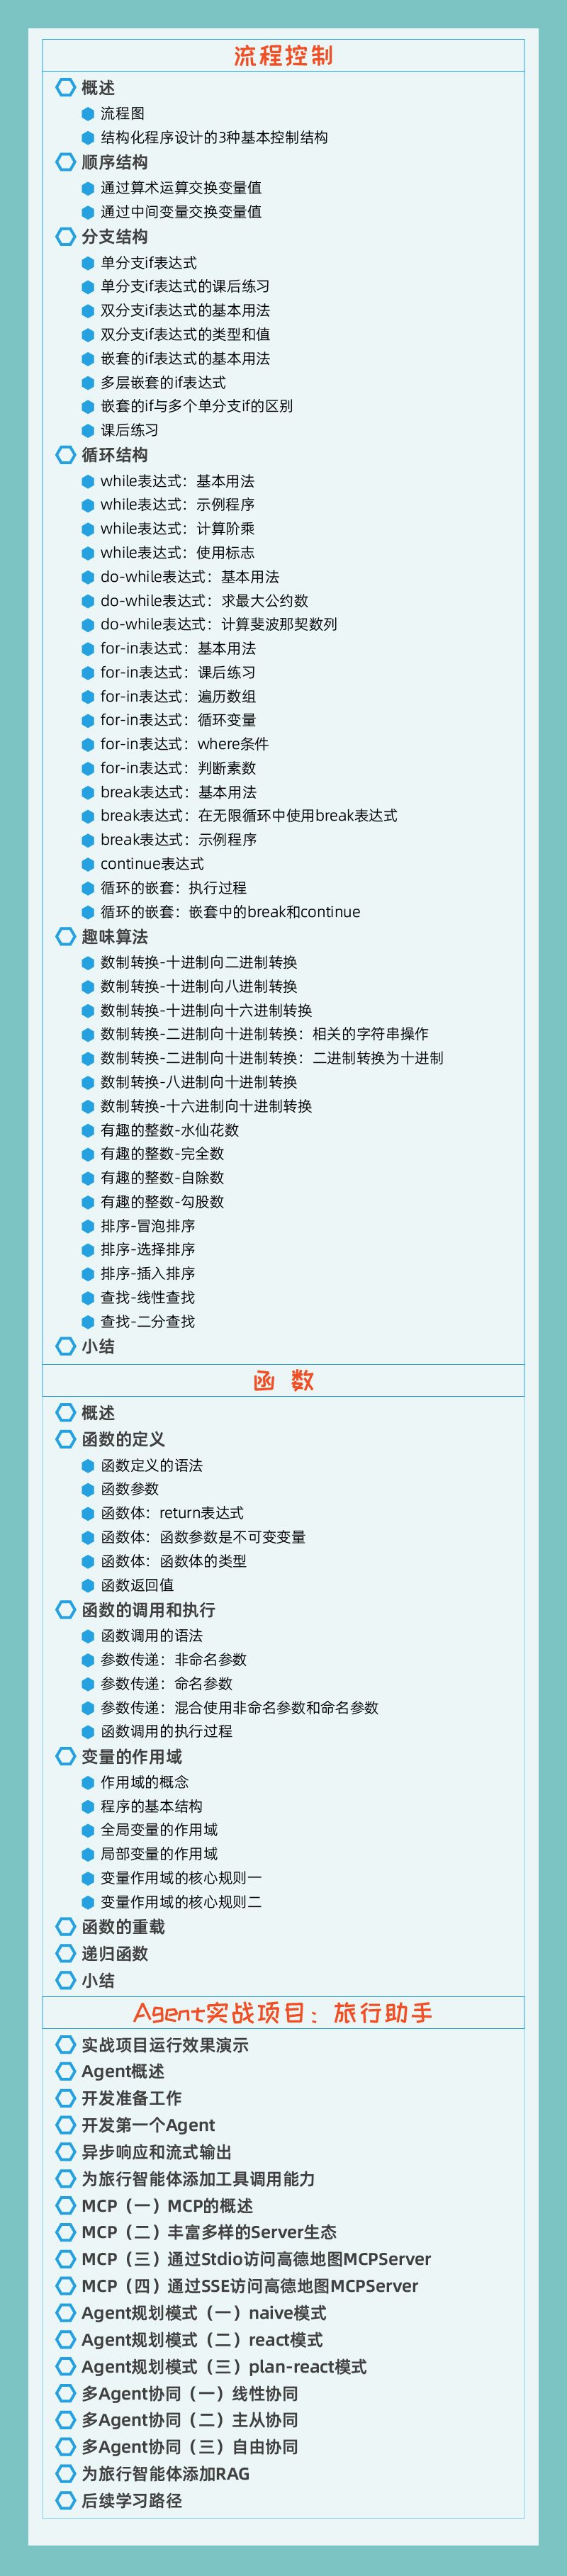 流程控制
概述
流程图
结构化程序设计的3种基本控制结构
顺序结构
通过算术运算交换变量值
通过中间变量交换变量值
分支结构
单分支if表达式
单分支if表达式的课后练习
双分支if表达式的基本用法
双分支if表达式的类型和值
嵌套的if表达式的基本用法
多层嵌套的if表达式
嵌套的if与多个单分支if的区别
课后练习
循环结构
while表达式：基本用法
while表达式：示例程序
while表达式：计算阶乘
while表达式：使用标志
do-while表达式：基本用法
do-while表达式：求最大公约数
do-while表达式：计算斐波那契数列
for-in表达式：基本用法
for-in表达式：课后练习
for-in表达式：遍历数组
for-in表达式：循环变量
for-in表达式：where条件
for-in表达式：判断素数
break表达式：基本用法
break表达式：在无限循环中使用break表达式
break表达式：示例程序
continue表达式
循环的嵌套：执行过程
循环的嵌套：嵌套中的break和continue
趣味算法
数制转换-十进制向二进制转换
数制转换-十进制向八进制转换
数制转换-十进制向十六进制转换
数制转换-二进制向十进制转换：相关的字符串操作
数制转换-二进制向十进制转换：二进制转换为十进制
数制转换-八进制向十进制转换
数制转换-十六进制向十进制转换
有趣的整数-水仙花数
有趣的整数-完全数
有趣的整数-自除数
有趣的整数-勾股数
排序-冒泡排序
排序-选择排序
排序-插入排序
查找-线性查找
查找-二分查找
小结
函 数
概述
函数的定义
函数定义的语法
函数参数
函数体：return表达式
函数体：函数参数是不可变变量
函数体：函数体的类型
函数返回值
函数的调用和执行
函数调用的语法
参数传递：非命名参数
参数传递：命名参数
参数传递：混合使用非命名参数和命名参数
函数调用的执行过程
变量的作用域
作用域的概念
程序的基本结构
全局变量的作用域
局部变量的作用域
变量作用域的核心规则一
变量作用域的核心规则二
函数的重载
递归函数
小结
Agent实战项目：旅行助手
实战项目运行效果演示
Agent概述
开发准备工作
开发第一个Agent
异步响应和流式输出
为旅行智能体添加工具调用能力
MCP（一）MCP的概述
MCP（二）丰富多样的Server生态
MCP（三）通过Stdio访问高德地图MCPServer
MCP（四）通过SSE访问高德地图MCPServer
Agent规划模式（一）naive模式
Agent规划模式（二）react模式
Agent规划模式（三）plan-react模式
多Agent协同（一）线性协同
多Agent协同（二）主从协同
多Agent协同（三）自由协同
为旅行智能体添加RAG
后续学习路径